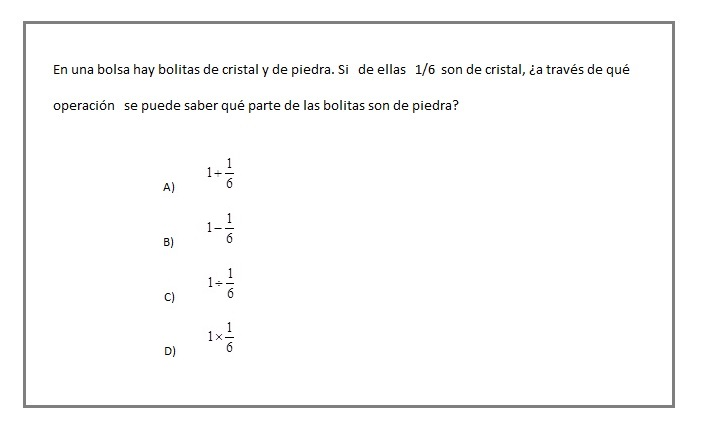 En una bolsa hay bolitas de cristal y de piedra. Si de ellas 1/6 son de cristal, ¿a través de qué
operación se puede saber qué parte de las bolitas son de piedra?
A) 1+1/6
B) 1−1/6
C) 1÷1/6
D) 1×1/6